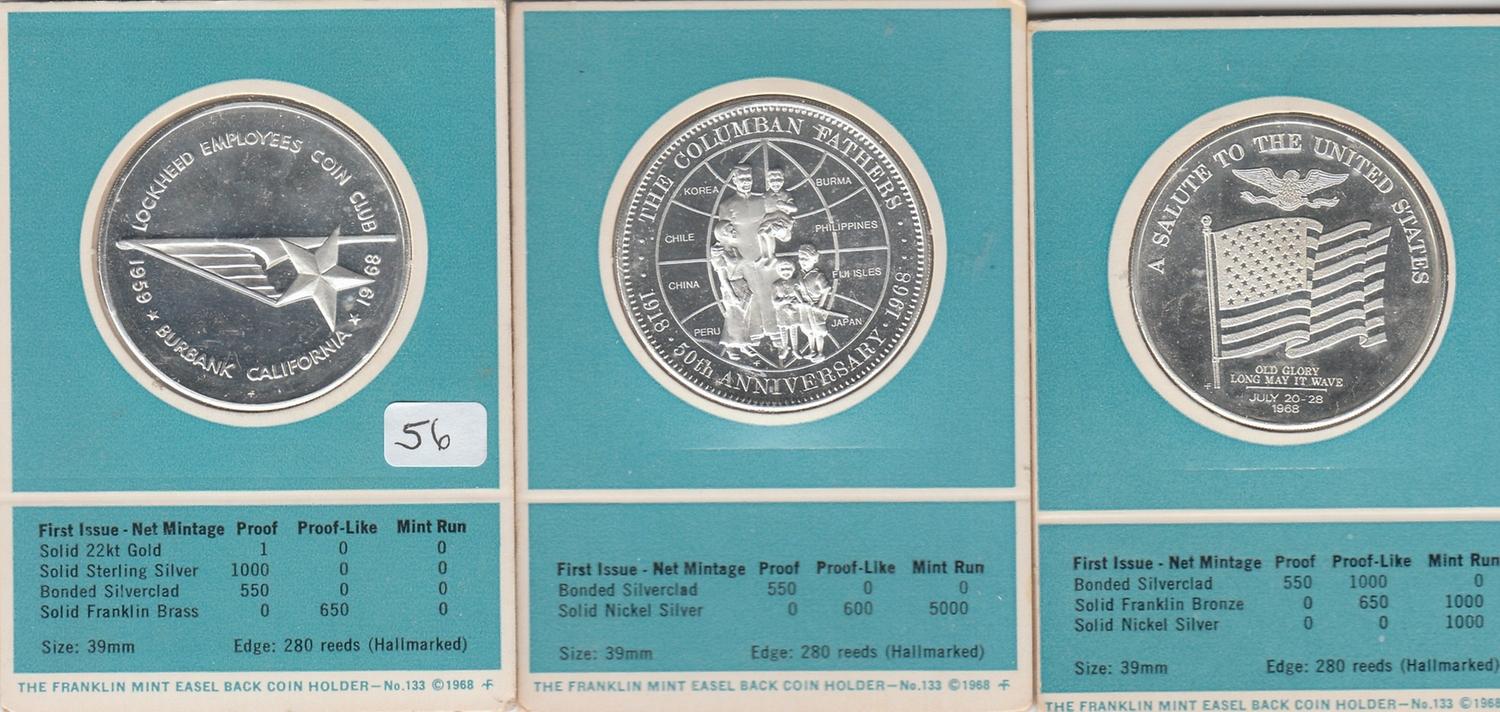 LOCKHEED EMPLOYEES COIN CLUB
1959 ★ BURBANK CALIFORNIA ★ 1968
56
First Issue - Net Mintage Proof Proof-Like Mint Run
Solid 22kt Gold 1 0 0
Solid Sterling Silver 1000 0 0
Bonded Silverclad 550 0 0
Solid Franklin Brass 0 650 0
Size: 39mm Edge: 280 reeds (Hallmarked)
THE FRANKLIN MINT EASEL BACK COIN HOLDER—No.133 ©1968
THE COLUMBAN FATHERS
KOREA
BURMA
CHILE
PHILIPPINES
CHINA
FIJI ISLES
PERU
JAPAN
1918 · 50th ANNIVERSARY · 1968
First Issue - Net Mintage Proof Proof-Like Mint Run
Bonded Silverclad 550 0 0
Solid Nickel Silver 0 600 5000
Size: 39mm Edge: 280 reeds (Hallmarked)
THE FRANKLIN MINT EASEL BACK COIN HOLDER—No.133 ©1968
A SALUTE TO THE UNITED STATES
OLD GLORY
LONG MAY IT WAVE
JULY 20-28
1968
First Issue - Net Mintage Proof Proof-Like Mint Run
Bonded Silverclad 550 1000 0
Solid Franklin Bronze 0 650 1000
Solid Nickel Silver 0 0 1000
Size: 39mm Edge: 280 reeds (Hallmarked)
THE FRANKLIN MINT EASEL BACK COIN HOLDER—No.133 ©1968